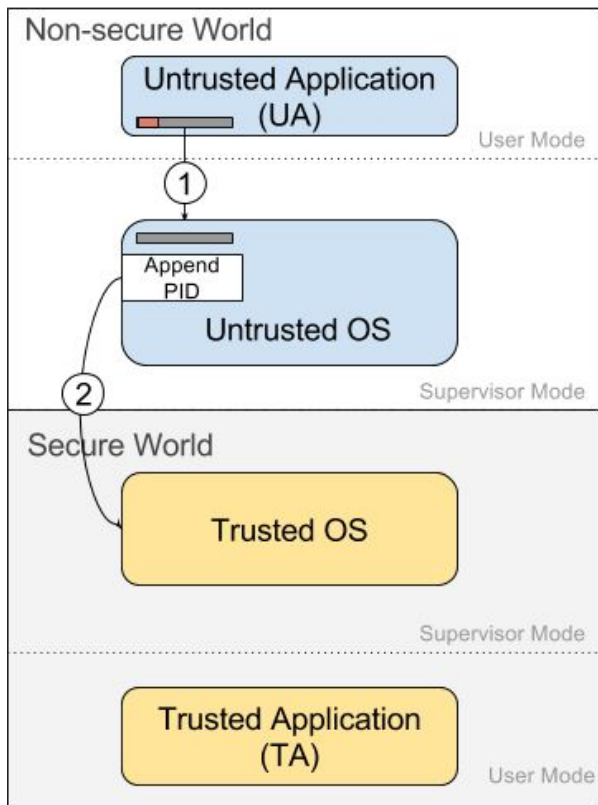 Non-secure World
Untrusted Application
(UA)
User Mode
1
Append
PID
Untrusted OS
2
Supervisor Mode
Secure World
Trusted OS
Supervisor Mode
Trusted Application
(TA)
User Mode